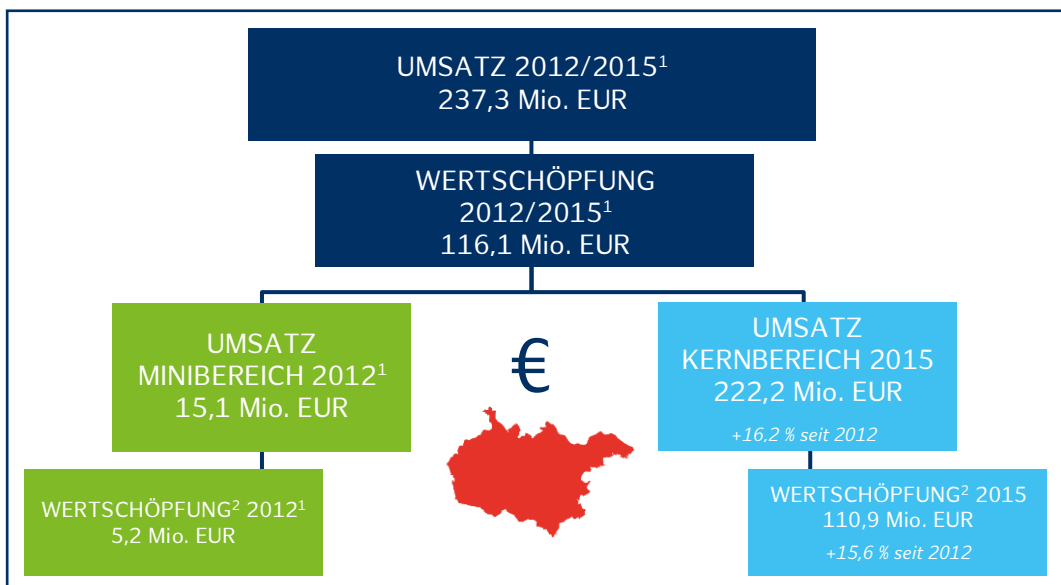 UMSATZ 2012/2015¹
237,3 Mio. EUR
WERTSCHÖPFUNG
2012/2015¹
116,1 Mio. EUR
UMSATZ
MINIBEREICH 2012¹
15,1 Mio. EUR
€
UMSATZ
KERNBEREICH 2015
222,2 Mio. EUR
+16,2 % seit 2012
WERTSCHÖPFUNG² 2012¹
5,2 Mio. EUR
WERTSCHÖPFUNG² 2015
110,9 Mio. EUR
+15,6 % seit 2012